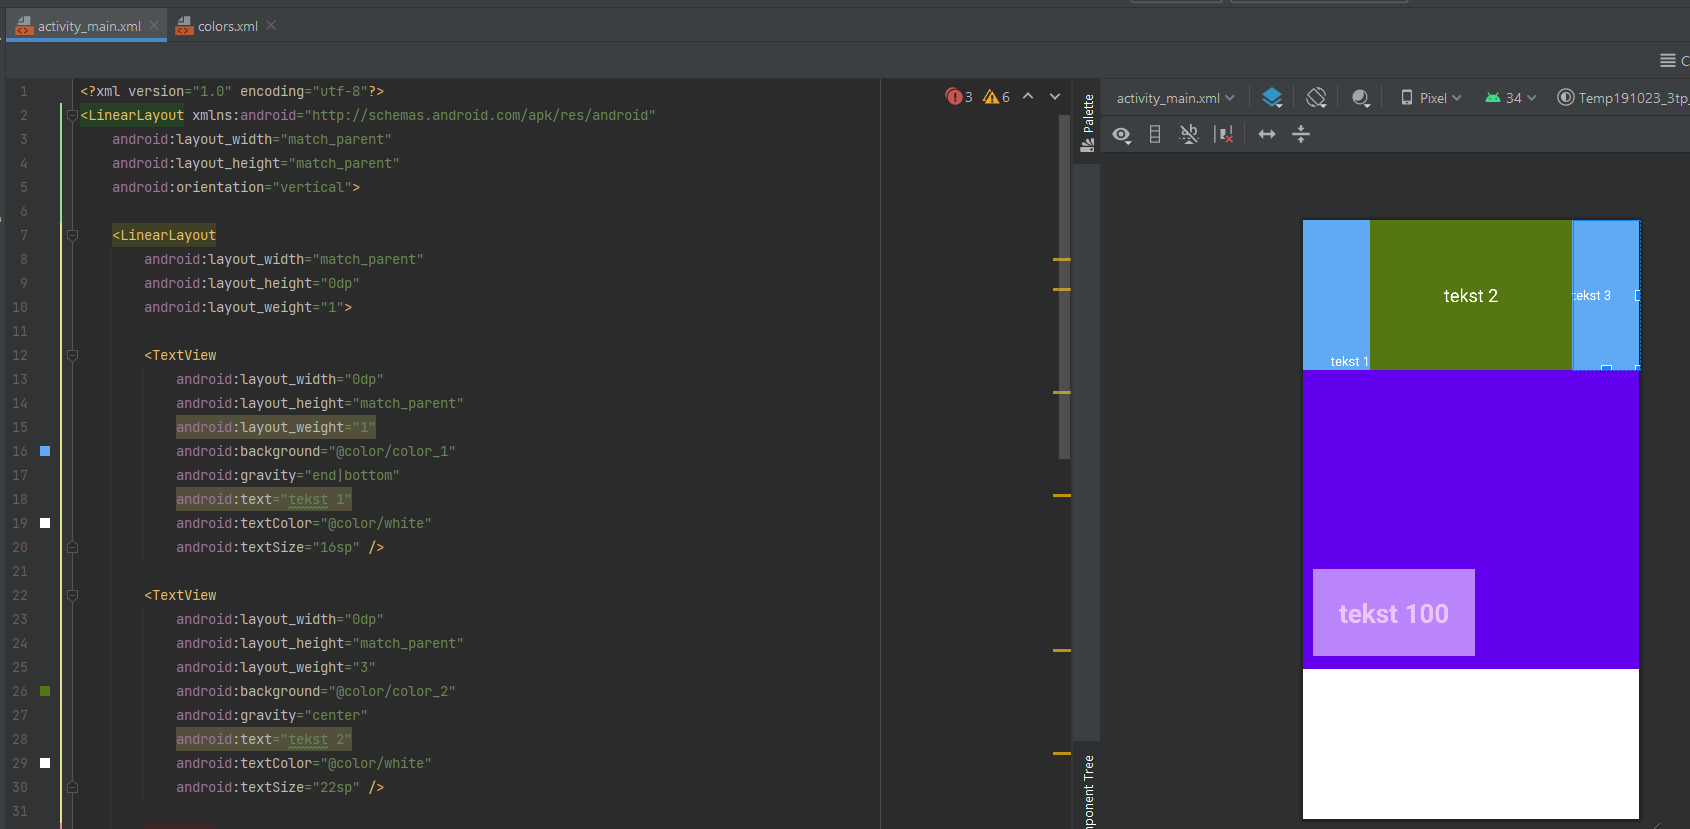 activity_main.xml
colors.xml
1 <?xml version="1.0" encoding="utf-8"?>
2 <LinearLayout xmlns:android="http://schemas.android.com/apk/res/android"
3 android:layout_width="match_parent"
4 android:layout_height="match_parent"
5 android:orientation="vertical">
6
7 <LinearLayout
8 android:layout_width="match_parent"
9 android:layout_height="0dp"
10 android:layout_weight="1">
11
12 <TextView
13 android:layout_width="0dp"
14 android:layout_height="match_parent"
15 android:layout_weight="1"
16 android:background="@color/color_1"
17 android:gravity="end|bottom"
18 android:text="tekst 1"
19 android:textColor="@color/white"
20 android:textSize="16sp" />
21
22 <TextView
23 android:layout_width="0dp"
24 android:layout_height="match_parent"
25 android:layout_weight="3"
26 android:background="@color/color_2"
27 android:gravity="center"
28 android:text="tekst 2"
29 android:textColor="@color/white"
30 android:textSize="22sp" />
31
3 6
Palette
ponent Tree
C
activity_main.xml
Pixel
34
Temp191023_3tp_
tekst 1
tekst 2
tekst 3
tekst 100